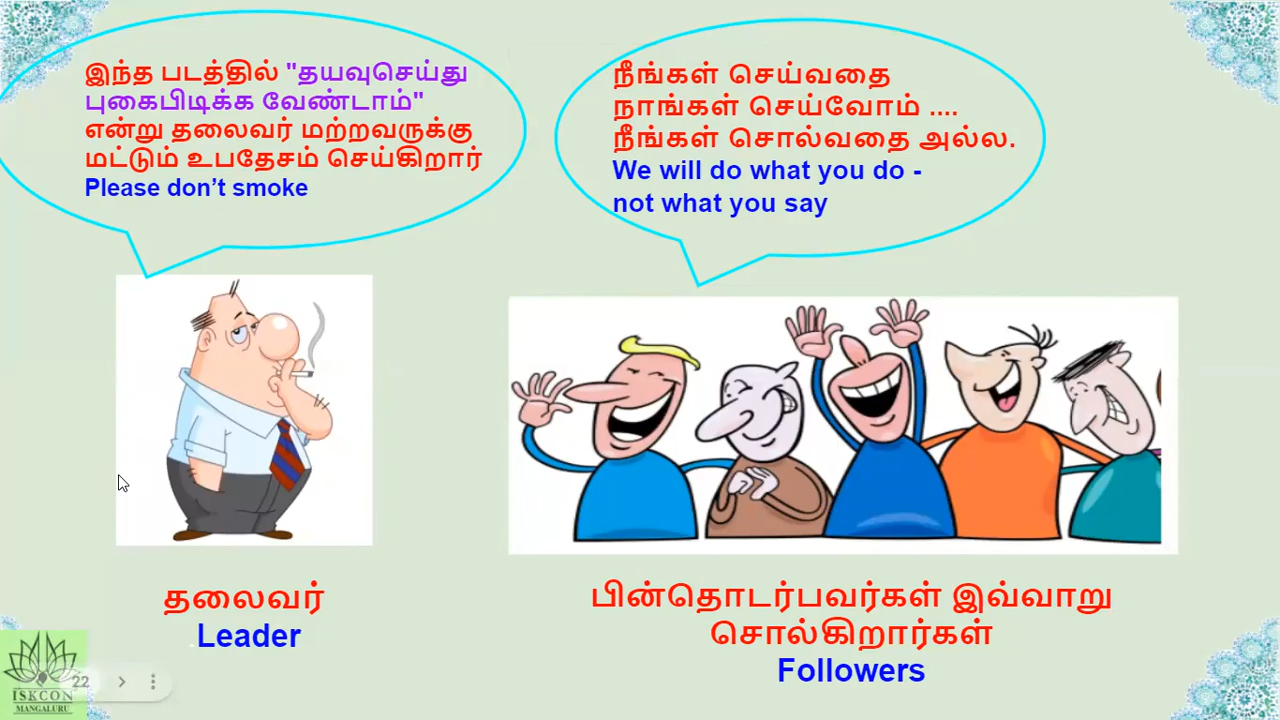 இந்த படத்தில் "தயவுசெய்து
புகைபிடிக்க வேண்டாம்"
என்று தலைவர் மற்றவருக்கு
மட்டும் உபதேசம் செய்கிறார்
Please don’t smoke
நீங்கள் செய்வதை
நாங்கள் செய்வோம் ....
நீங்கள் சொல்வதை அல்ல.
We will do what you do -
not what you say
தலைவர்
Leader
பின்தொடர்பவர்கள் இவ்வாறு
சொல்கிறார்கள்
Followers
22
ISKCON
MANGALURU